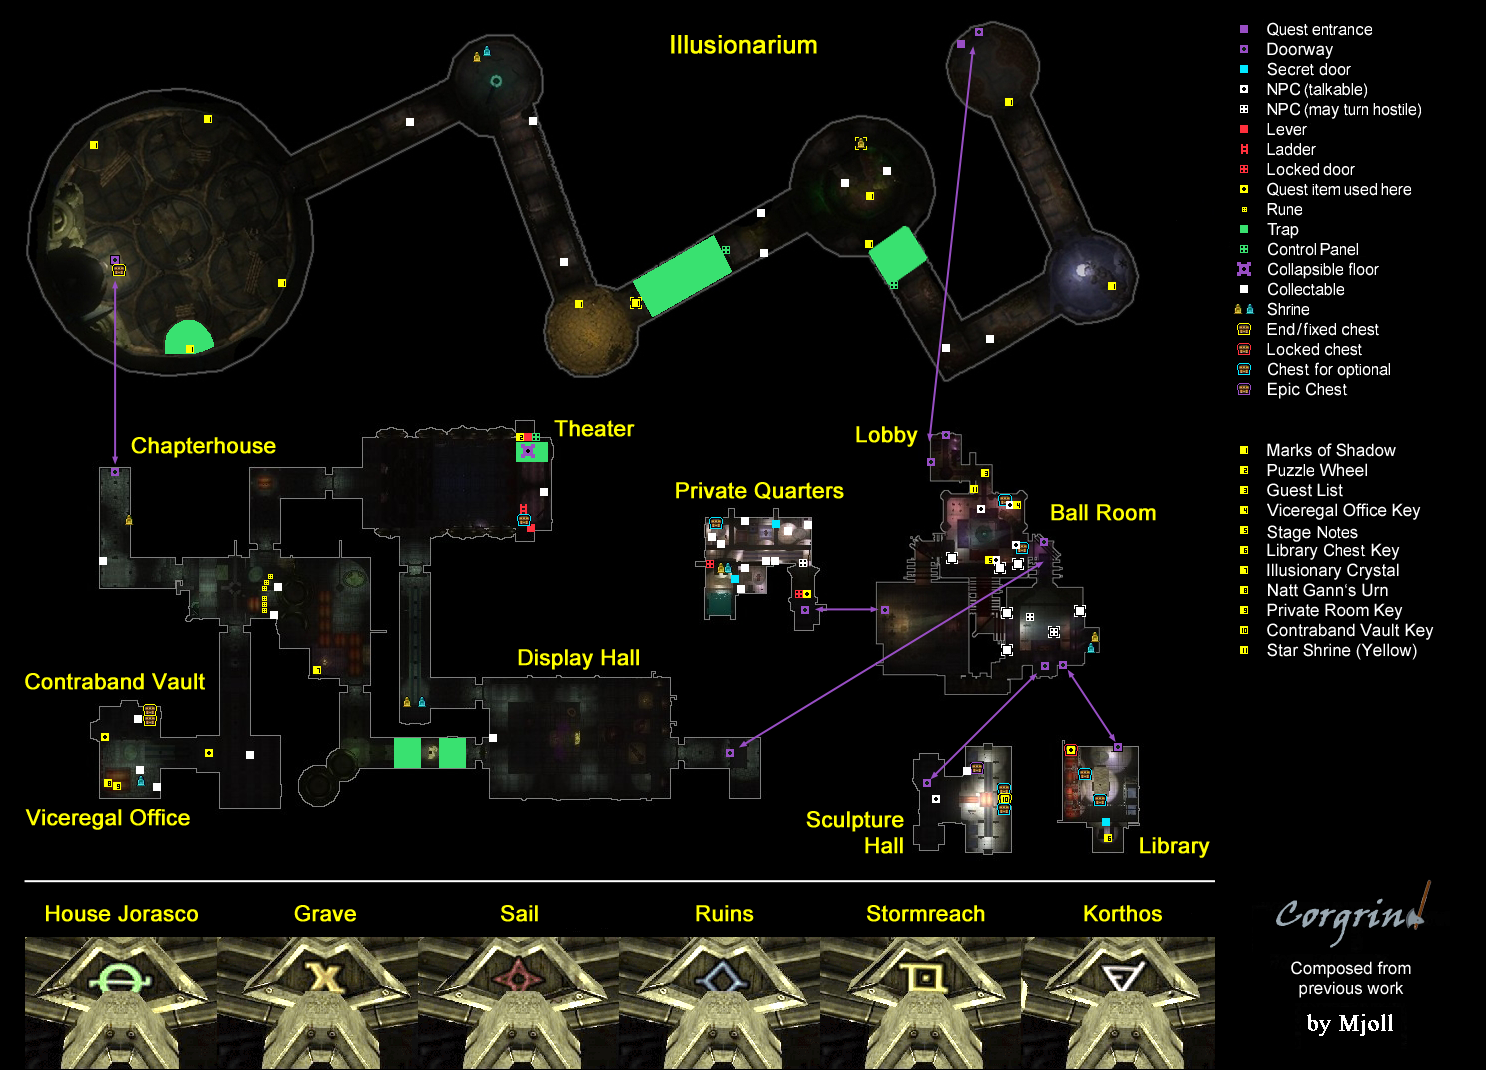 Illusionarium
Quest entrance
Doorway
Secret door
NPC (talkable)
NPC (may turn hostile)
Lever
Ladder
Locked door
Quest item used here
Rune
Trap
Control Panel
Collapsible floor
Collectable
Shrine
End/fixed chest
Locked chest
Chest for optional
Epic Chest
Chapterhouse
Theater
Lobby
Private Quarters
Ball Room
Marks of Shadow
Puzzle Wheel
Guest List
Viceregal Office Key
Stage Notes
Library Chest Key
Illusionary Crystal
Natt Gann's Urn
Private Room Key
Contraband Vault Key
Star Shrine (Yellow)
Display Hall
Contraband Vault
Viceregal Office
Sculpture
Hall
Library
House Jorasco
Grave
Sail
Ruins
Stormreach
Korthos
Corgrin
Composed from
previous work
by Mjoll